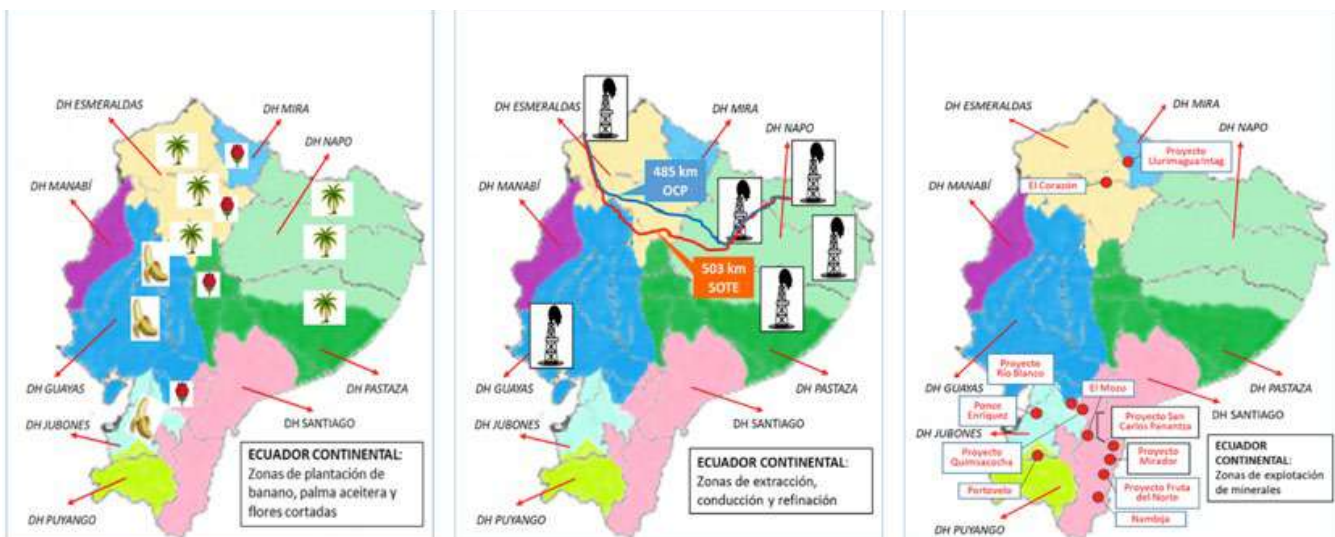 DH ESMERALDAS
DH MIRA
DH NAPO
DH MANABÍ
DH GUAYAS
DH PASTAZA
DH JUBONES
DH SANTIAGO
DH PUYANGO
ECUADOR CONTINENTAL:
Zonas de plantación de
banano, palma aceitera y
flores cortadas
DH ESMERALDAS
DH MIRA
DH NAPO
DH MANABÍ
485 km
OCP
503 km
SOTE
DH GUAYAS
DH PASTAZA
DH JUBONES
DH SANTIAGO
DH PUYANGO
ECUADOR CONTINENTAL:
Zonas de extracción,
conducción y refinación
DH ESMERALDAS
DH MIRA
DH NAPO
Proyecto
Llurimagua Intag
El Corazón
DH MANABÍ
DH GUAYAS
Proyecto
Río Blanco
El Mozo
DH PASTAZA
Ponce
Enríquez
DH SANTIAGO
DH JUBONES
Proyecto San
Carlos Panantza
Proyecto
Quimsacocha
Proyecto
Mirador
Portovelo
Proyecto Fruta
del Norte
Nambija
DH PUYANGO
ECUADOR
CONTINENTAL:
Zonas de explotación
de minerales